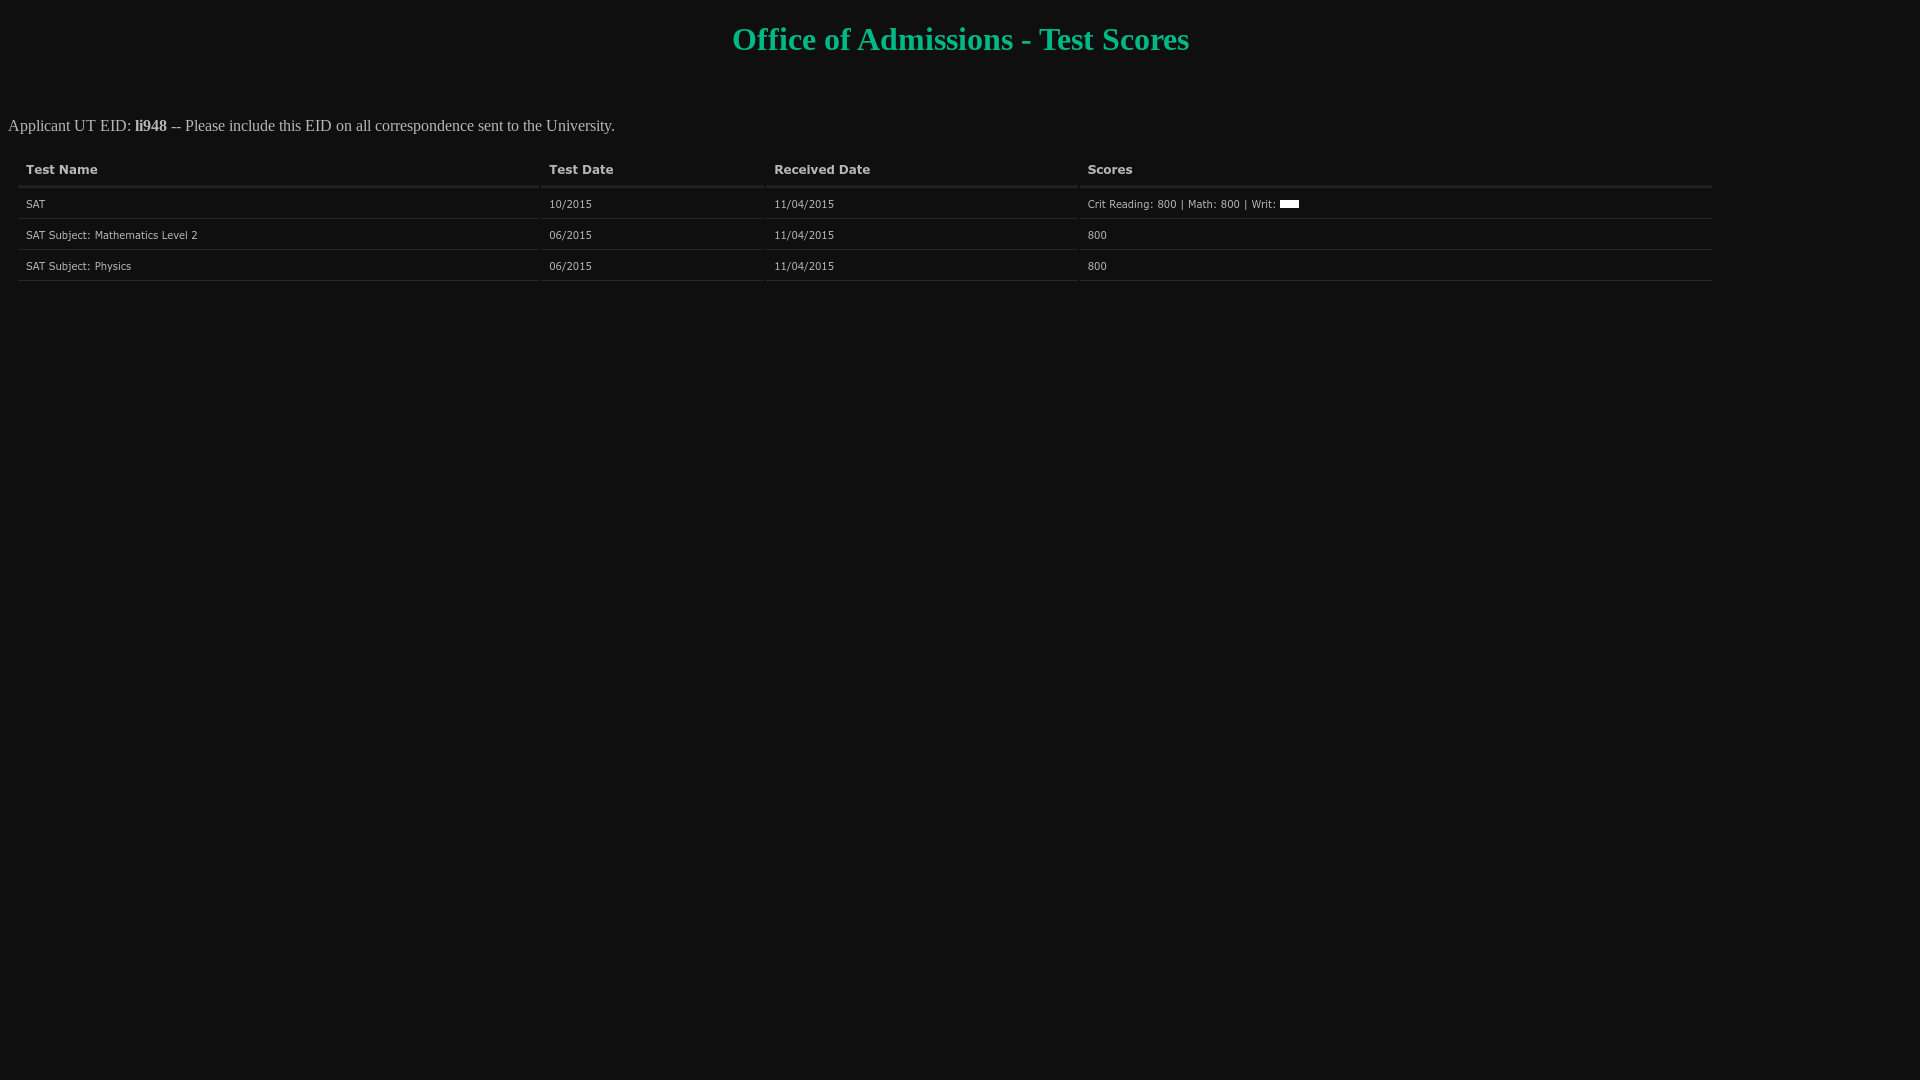 Office of Admissions - Test Scores
Applicant UT EID: li948 -- Please include this EID on all correspondence sent to the University.
Test Name Test Date Received Date Scores
SAT 10/2015 11/04/2015 Crit Reading: 800 | Math: 800 | Writ:
SAT Subject: Mathematics Level 2 06/2015 11/04/2015 800
SAT Subject: Physics 06/2015 11/04/2015 800